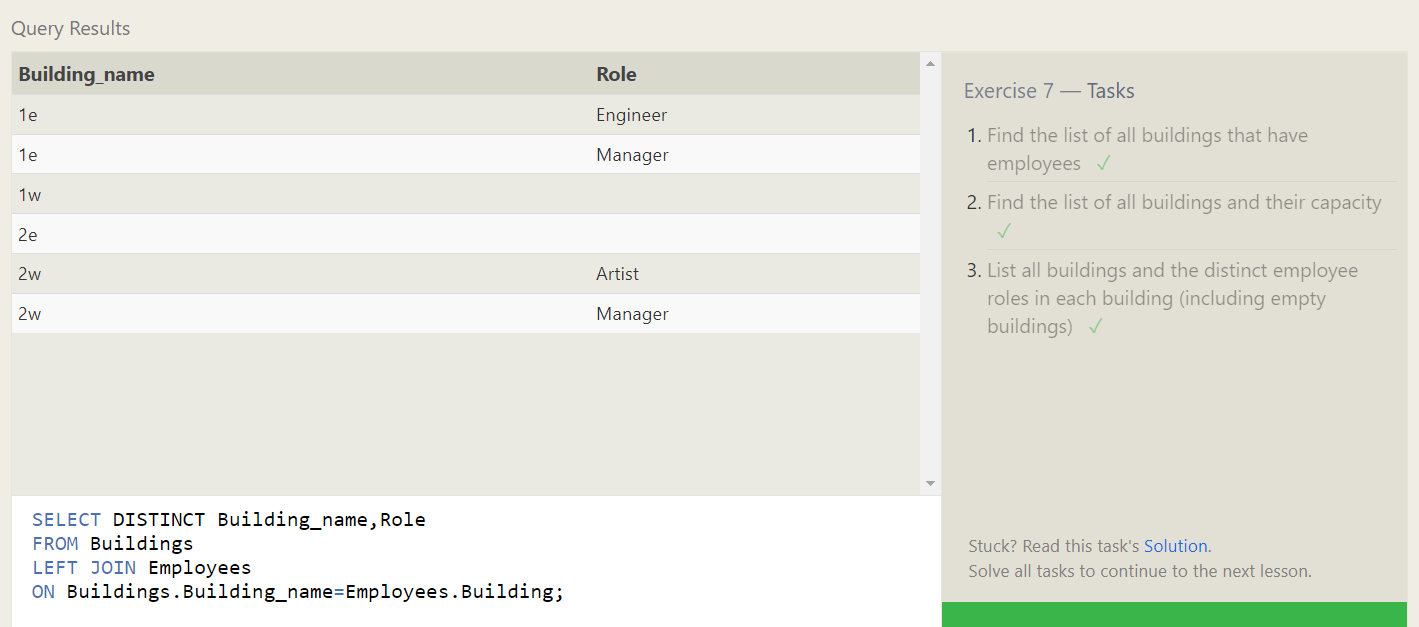 Query Results
Building_name Role
1e Engineer
1e Manager
1w
2e
2w Artist
2w Manager
SELECT DISTINCT Building_name,Role
FROM Buildings
LEFT JOIN Employees
ON Buildings.Building_name=Employees.Building;
Exercise 7 — Tasks
1. Find the list of all buildings that have
employees ✓
2. Find the list of all buildings and their capacity
✓
3. List all buildings and the distinct employee
roles in each building (including empty
buildings) ✓
Stuck? Read this task's Solution.
Solve all tasks to continue to the next lesson.